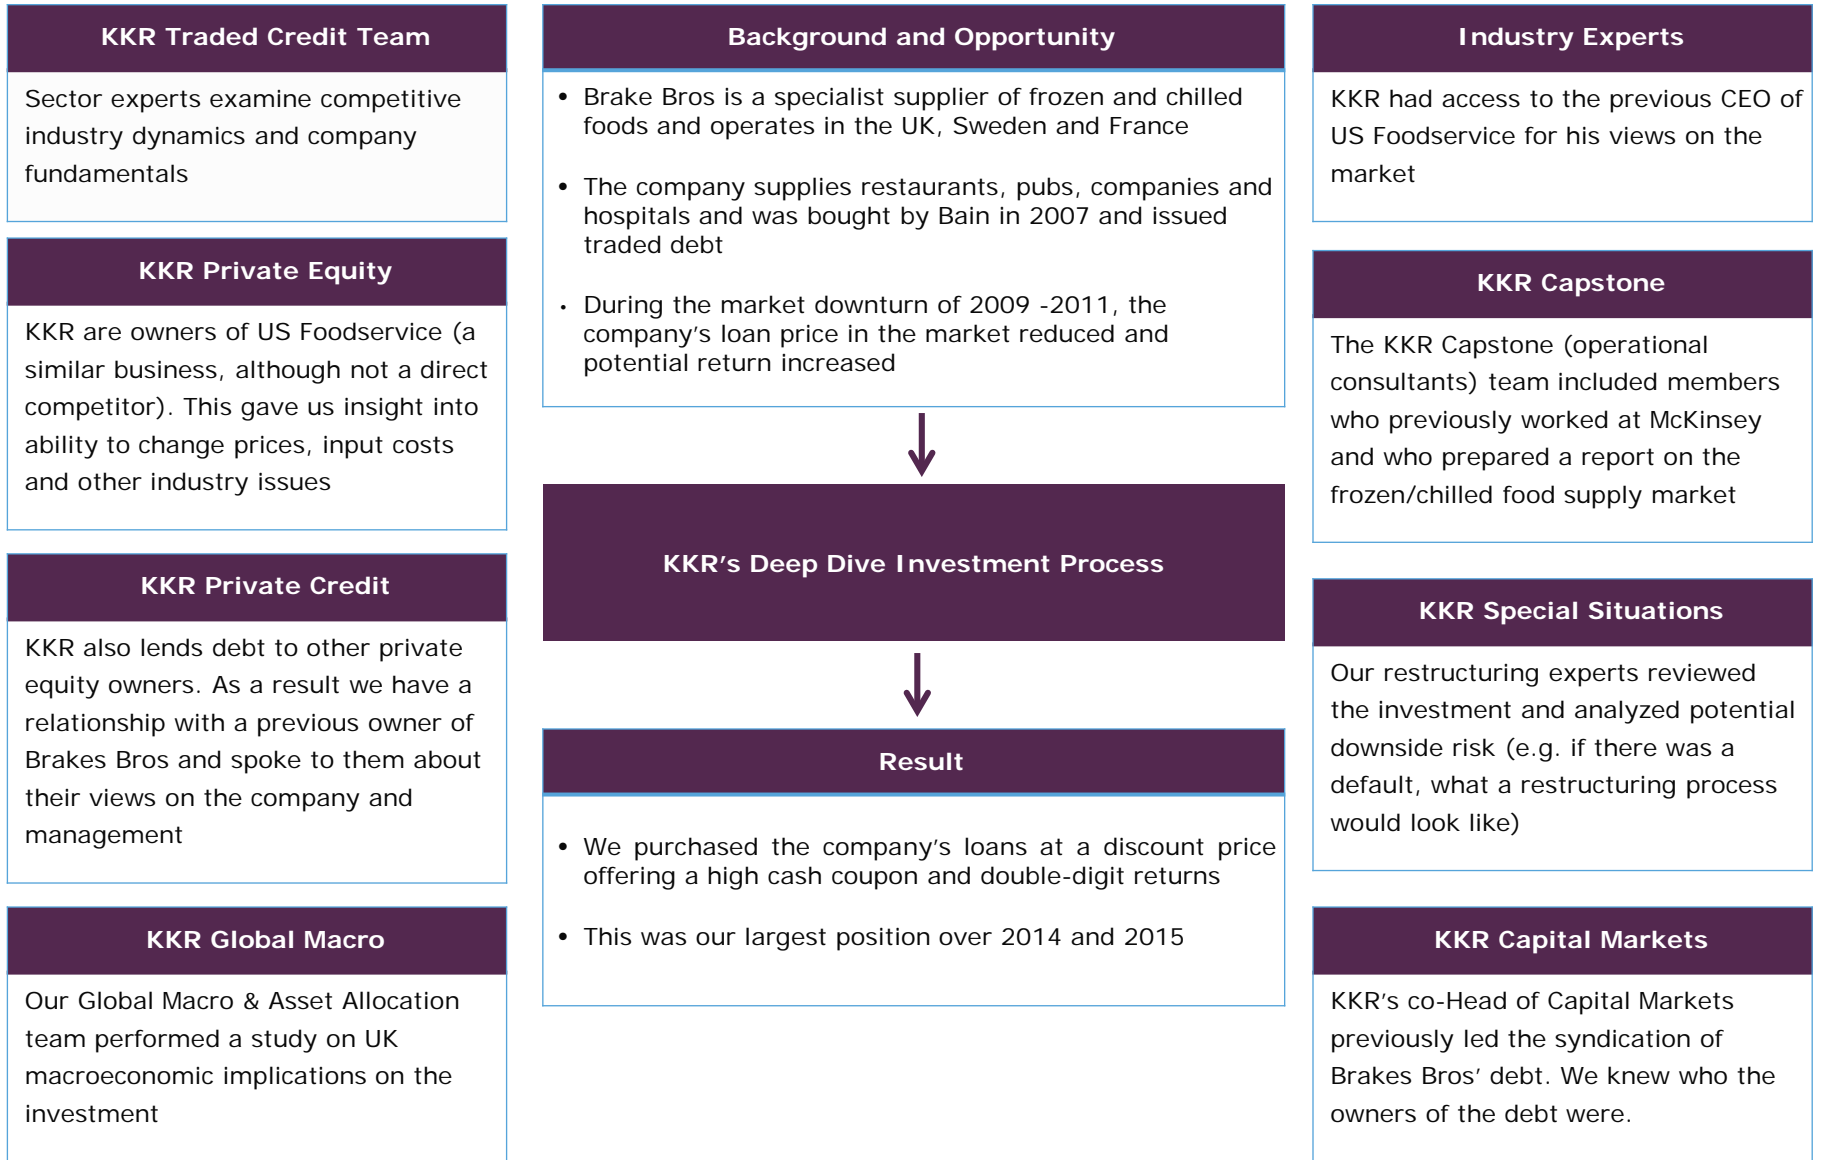 KKR Traded Credit Team
Sector experts examine competitive
industry dynamics and company
fundamentals
KKR Private Equity
KKR are owners of US Foodservice (a
similar business, although not a direct
competitor). This gave us insight into
ability to change prices, input costs
and other industry issues
KKR Private Credit
KKR also lends debt to other private
equity owners. As a result we have a
relationship with a previous owner of
Brakes Bros and spoke to them about
their views on the company and
management
KKR Global Macro
Our Global Macro & Asset Allocation
team performed a study on UK
macroeconomic implications on the
investment
Background and Opportunity
• Brake Bros is a specialist supplier of frozen and chilled
foods and operates in the UK, Sweden and France
• The company supplies restaurants, pubs, companies and
hospitals and was bought by Bain in 2007 and issued
traded debt
• During the market downturn of 2009 -2011, the
company’s loan price in the market reduced and
potential return increased
KKR’s Deep Dive Investment Process
Result
• We purchased the company’s loans at a discount price
offering a high cash coupon and double-digit returns
• This was our largest position over 2014 and 2015
Industry Experts
KKR had access to the previous CEO of
US Foodservice for his views on the
market
KKR Capstone
The KKR Capstone (operational
consultants) team included members
who previously worked at McKinsey
and who prepared a report on the
frozen/chilled food supply market
KKR Special Situations
Our restructuring experts reviewed
the investment and analyzed potential
downside risk (e.g. if there was a
default, what a restructuring process
would look like)
KKR Capital Markets
KKR’s co-Head of Capital Markets
previously led the syndication of
Brakes Bros’ debt. We knew who the
owners of the debt were.